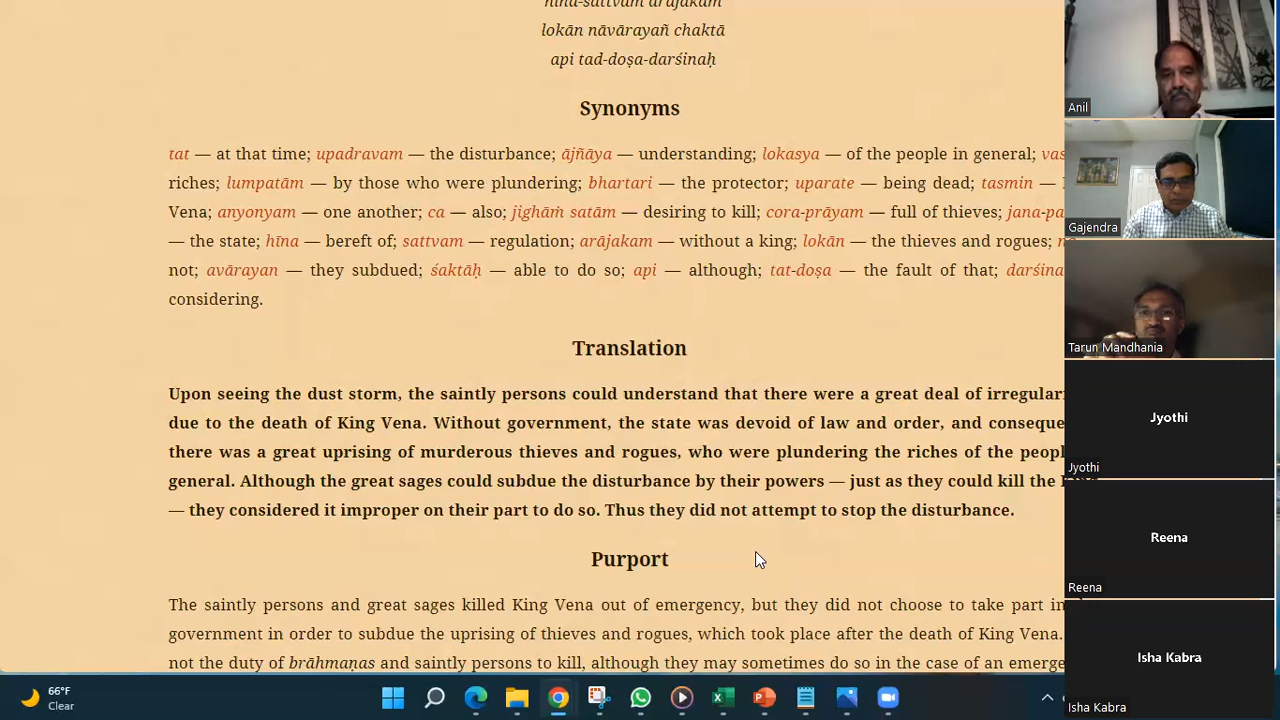 hīna-sattvam arājakam
lokān nāvārayañ chaktā
api tad-doṣa-darśinaḥ
Synonyms
tat — at that time; upadravam — the disturbance; ājñāya — understanding; lokasya — of the people in general;
riches; lumpatām — by those who were plundering; bhartari — the protector; uparate — being dead; tasmin —
Vena; anyonyam — one another; ca — also; jighāṁ satām — desiring to kill; cora-prāyam — full of thieves;
— the state; hīna — bereft of; sattvam — regulation; arājakam — without a king; lokān — the thieves and rogues;
not; avārayan — they subdued; śaktāḥ — able to do so; api — although; tat-doṣa — the fault of that;
considering.
Translation
Upon seeing the dust storm, the saintly persons could understand that there were a great deal of
due to the death of King Vena. Without government, the state was devoid of law and order, and
there was a great uprising of murderous thieves and rogues, who were plundering the riches of the
general. Although the great sages could subdue the disturbance by their powers — just as they could kill the
— they considered it improper on their part to do so. Thus they did not attempt to stop the disturbance.
Purport
The saintly persons and great sages killed King Vena out of emergency, but they did not choose to take part in
government in order to subdue the uprising of thieves and rogues, which took place after the death of King Vena.
not the duty of brāhmaṇas and saintly persons to kill, although they may sometimes do so in the case of an
66°F
Clear
Anil
Gajendra
Tarun Mandhania
Jyothi
Jyothi
Reena
Reena
Isha Kabra
Isha Kabra